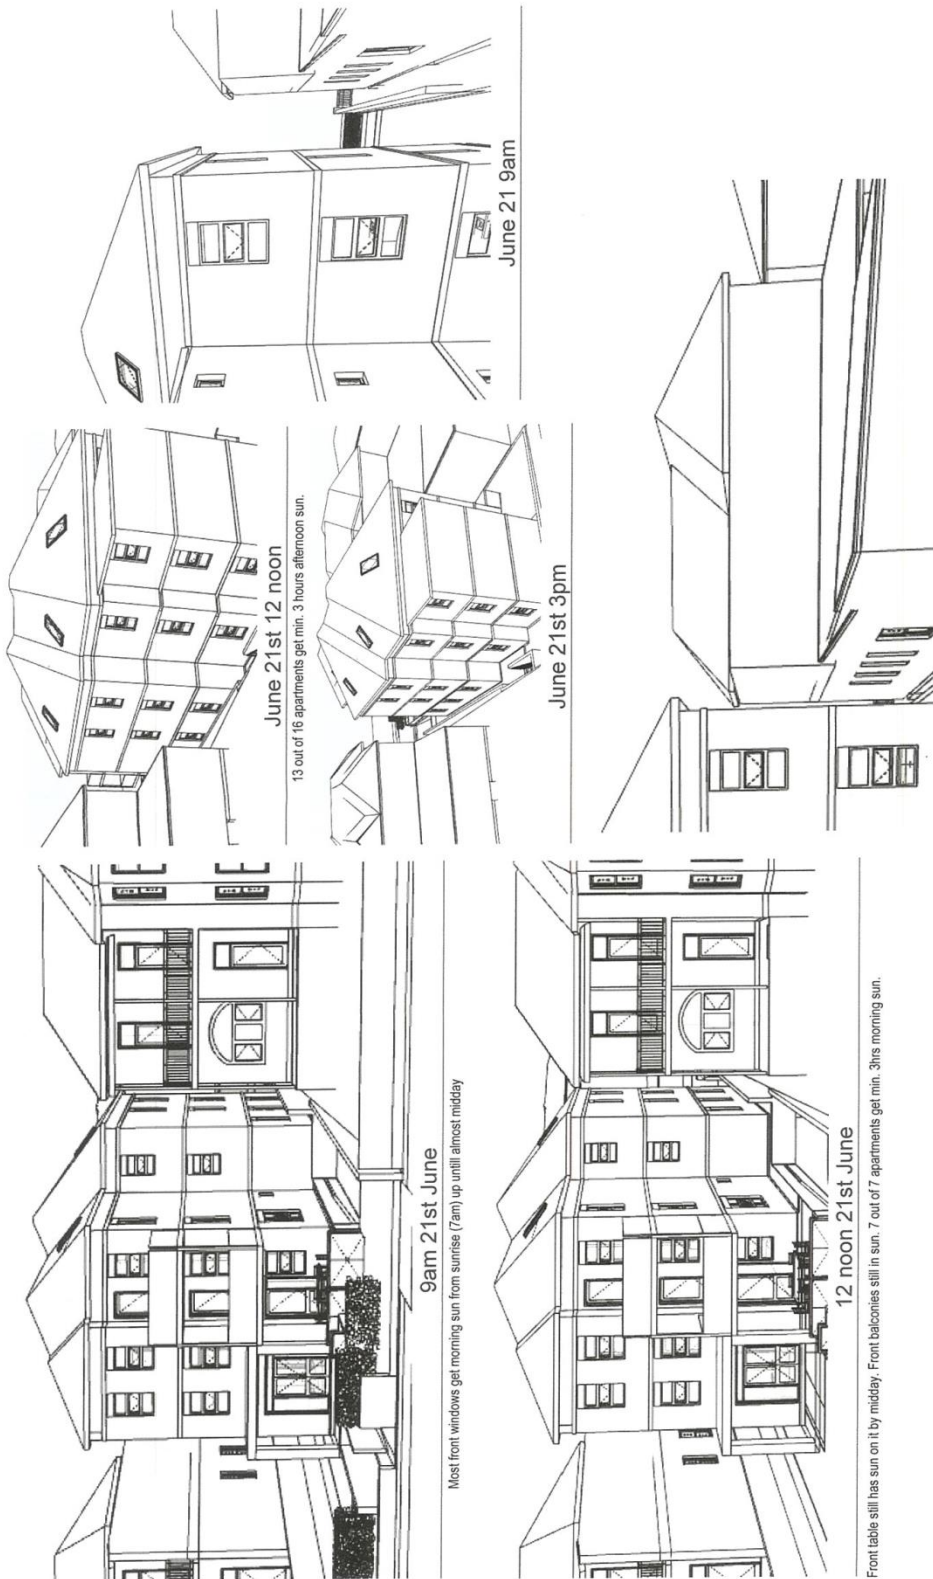 9am 21st June
Most front windows get morning sun from sunrise (7am) up untill almost midday
12 noon 21st June
Front table still has sun on it by midday. Front balconies still in sun. 7 out of 7 apartments get min. 3hrs morning sun.
June 21st 12 noon
13 out of 16 apartments get min. 3 hours afternoon sun.
June 21st 3pm
June 21 9am